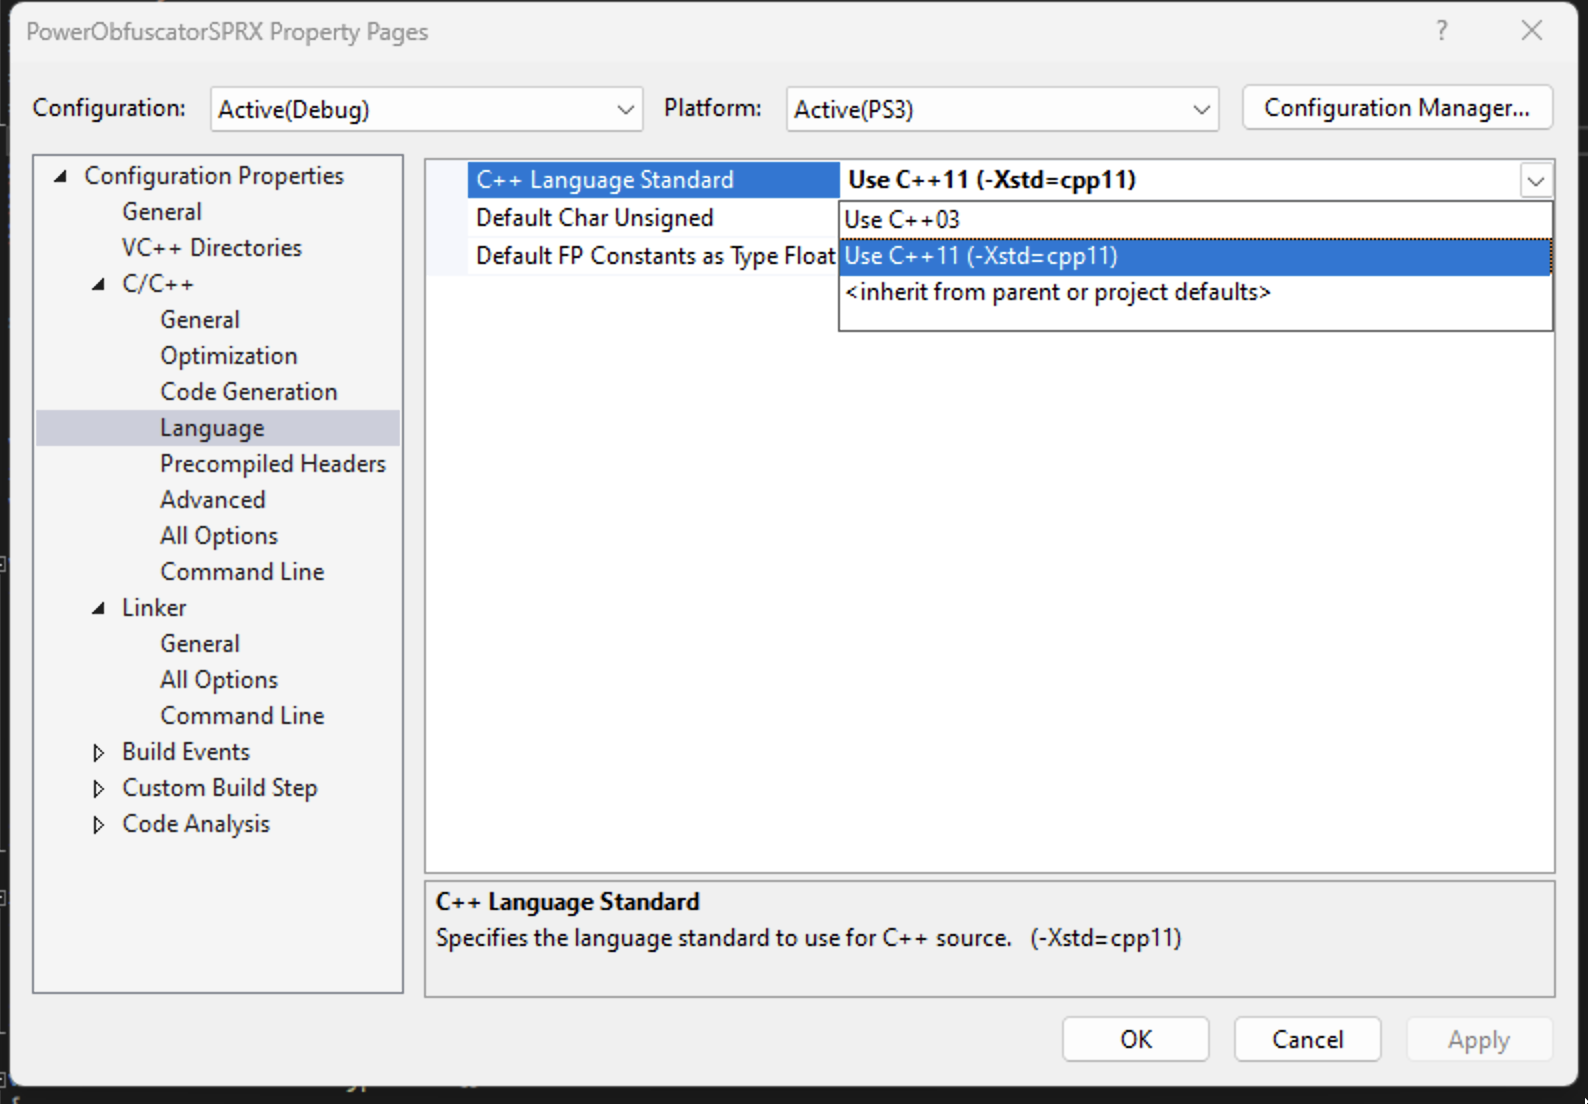 PowerObfuscatorSPRX Property Pages
?
Configuration: Active(Debug) Platform: Active(PS3) Configuration Manager...
Configuration Properties
General
VC++ Directories
C/C++
General
Optimization
Code Generation
Language
Precompiled Headers
Advanced
All Options
Command Line
Linker
General
All Options
Command Line
Build Events
Custom Build Step
Code Analysis
C++ Language Standard Use C++11 (-Xstd=cpp11)
Default Char Unsigned
Default FP Constants as Type Float
Use C++03
Use C++11 (-Xstd=cpp11)
<inherit from parent or project defaults>
C++ Language Standard
Specifies the language standard to use for C++ source. (-Xstd=cpp11)
OK Cancel Apply